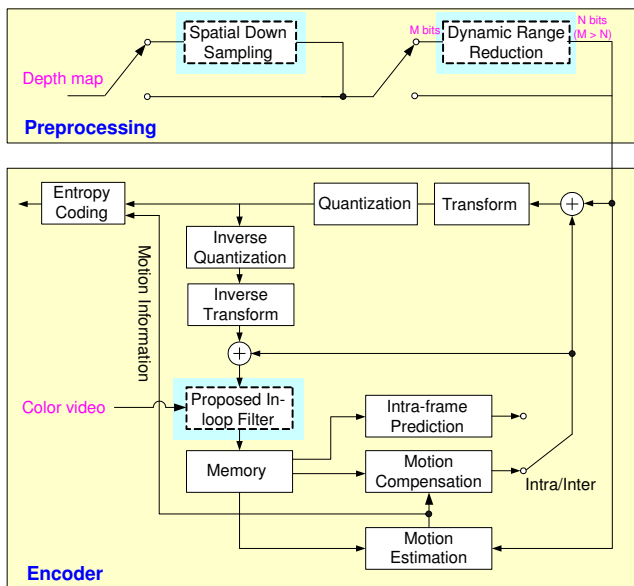 Spatial Down
Sampling
M bits
Dynamic Range
Reduction
N bits
(M > N)
Depth map
Preprocessing
Entropy
Coding
Quantization
Transform
Inverse
Quantization
Motion Information
Inverse
Transform
Color video
Proposed In-
loop Filter
Intra-frame
Prediction
Memory
Motion
Compensation
Intra/Inter
Motion
Estimation
Encoder